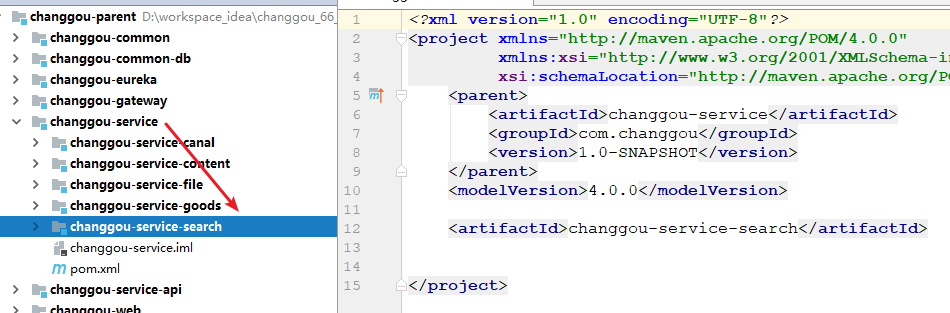 changgou-parent D:\workspace_idea\changgou_66_
changgou-common
changgou-common-db
changgou-eureka
changgou-gateway
changgou-service
changgou-service-canal
changgou-service-content
changgou-service-file
changgou-service-goods
changgou-service-search
changgou-service.iml
pom.xml
changgou-service-api
changgou-web
1 <?xml version="1.0" encoding="UTF-8"?>
2 <project xmlns="http://maven.apache.org/POM/4.0.0"
3 xmlns:xsi="http://www.w3.org/2001/XMLSchema-in
4 xsi:schemaLocation="http://maven.apache.org/PO
5 <parent>
6 <artifactId>changgou-service</artifactId>
7 <groupId>com.changgou</groupId>
8 <version>1.0-SNAPSHOT</version>
9 </parent>
10 <modelVersion>4.0.0</modelVersion>
11
12 <artifactId>changgou-service-search</artifactId>
13
14
15 </project>